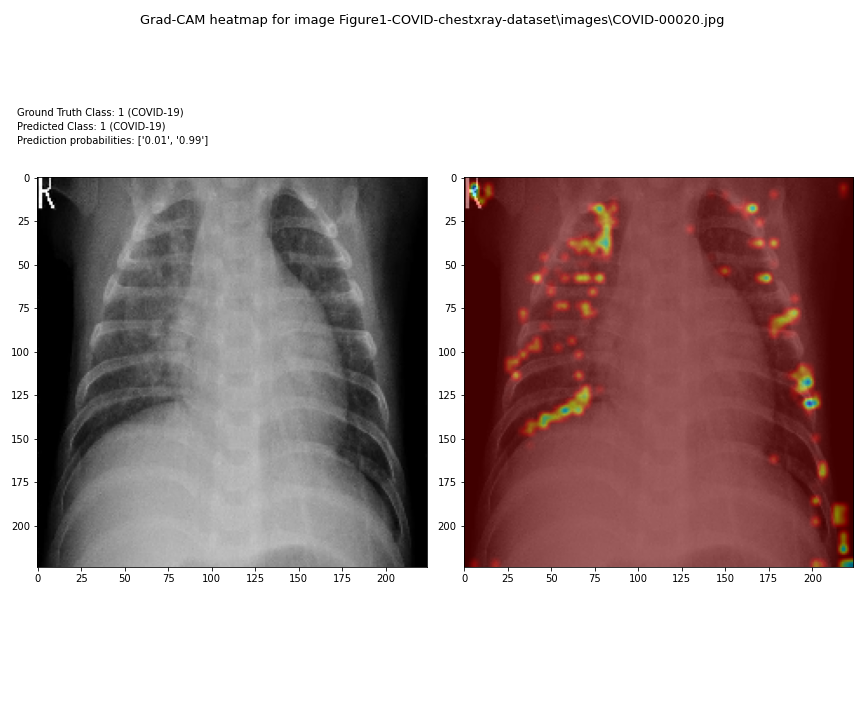 Grad-CAM heatmap for image Figure1-COVID-chestxray-dataset\images\COVID-00020.jpg
Ground Truth Class: 1 (COVID-19)
Predicted Class: 1 (COVID-19)
Prediction probabilities: ['0.01', '0.99']
R
0
25
50
75
100
125
150
175
200
0 25 50 75 100 125 150 175 200
R
0
25
50
75
100
125
150
175
200
0 25 50 75 100 125 150 175 200